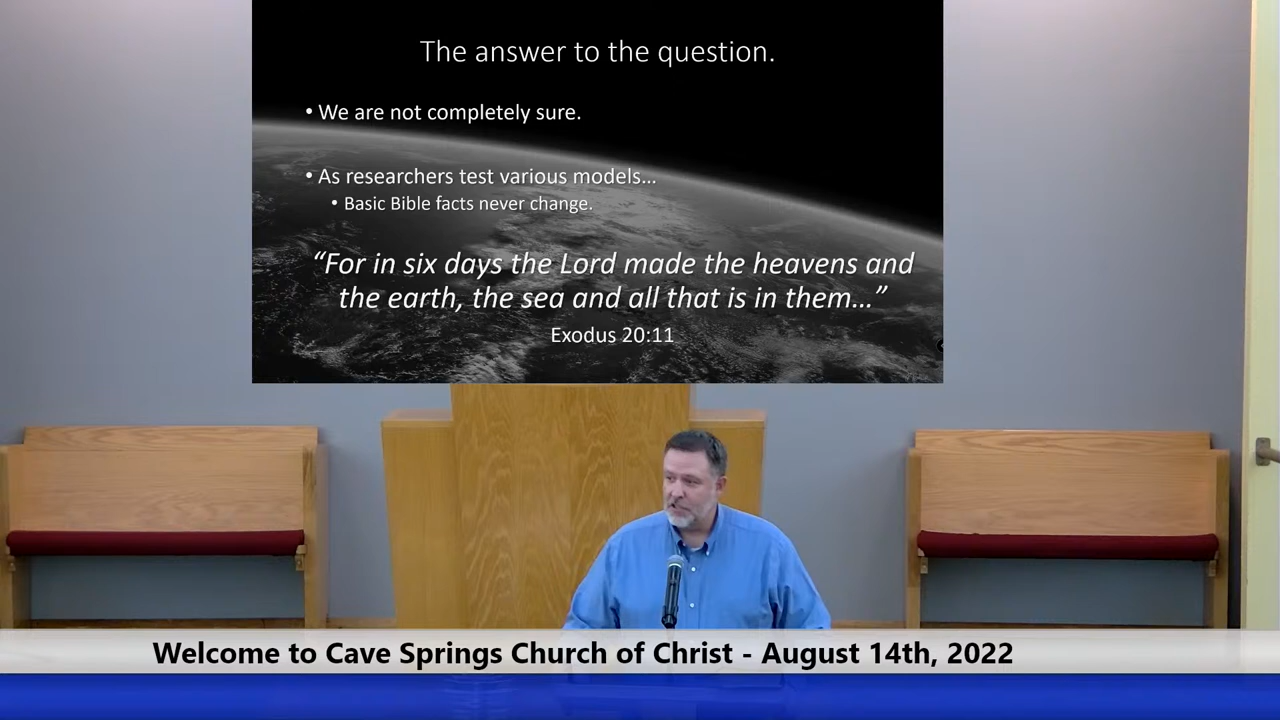 The answer to the question.
• We are not completely sure.
• As researchers test various models...
• Basic Bible facts never change.
“For in six days the Lord made the heavens and
the earth, the sea and all that is in them...”
Exodus 20:11
Welcome to Cave Springs Church of Christ - August 14th, 2022